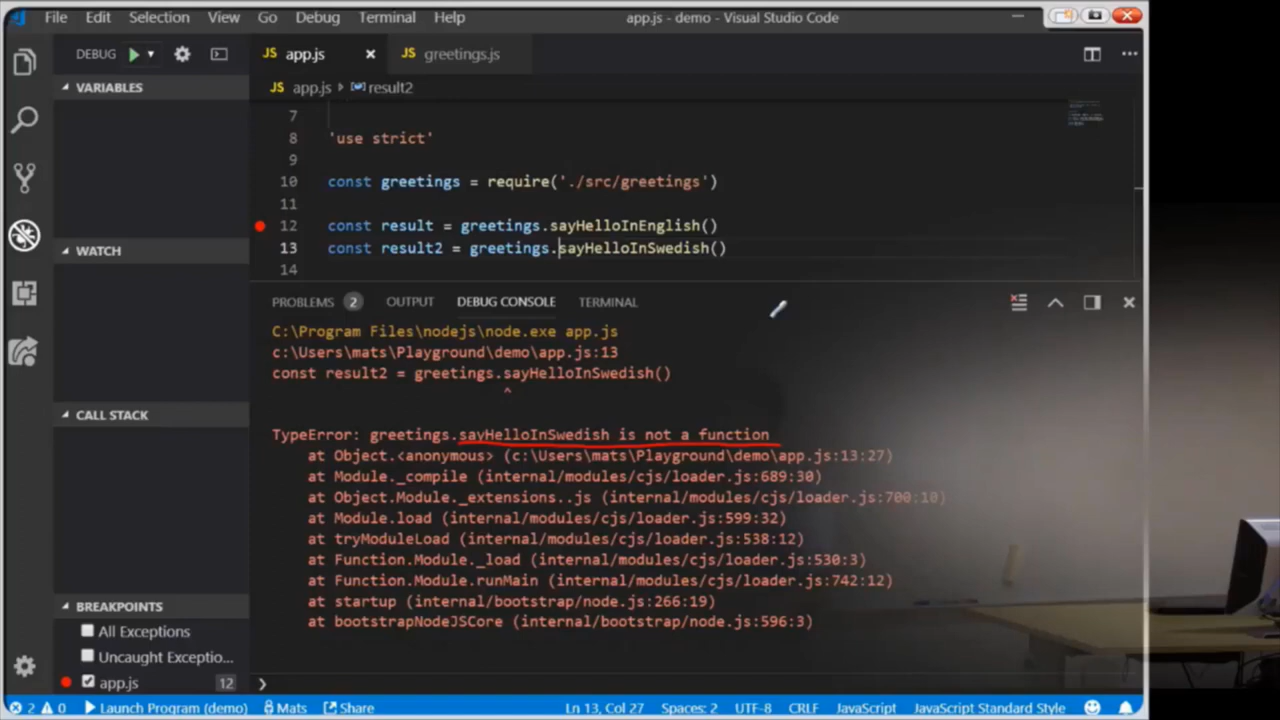 File Edit Selection View Go Debug Terminal Help app.js - demo - Visual Studio Code
DEBUG
JS app.js
JS greetings.js
VARIABLES
WATCH
CALL STACK
BREAKPOINTS
All Exceptions
Uncaught Exceptio...
app.js 12
JS app.js result2
7
8 'use strict'
9
10 const greetings = require('./src/greetings')
11
12 const result = greetings.sayHelloInEnglish()
13 const result2 = greetings.sayHelloInSwedish()
14
PROBLEMS 2 OUTPUT DEBUG CONSOLE TERMINAL
C:\Program Files\nodejs\node.exe app.js
c:\Users\mats\Playground\demo\app.js:13
const result2 = greetings.sayHelloInSwedish()
^
TypeError: greetings.sayHelloInSwedish is not a function
at Object.<anonymous> (c:\Users\mats\Playground\demo\app.js:13:27)
at Module._compile (internal/modules/cjs/loader.js:689:30)
at Object.Module._extensions..js (internal/modules/cjs/loader.js:700:10)
at Module.load (internal/modules/cjs/loader.js:599:32)
at tryModuleLoad (internal/modules/cjs/loader.js:538:12)
at Function.Module._load (internal/modules/cjs/loader.js:530:3)
at Function.Module.runMain (internal/modules/cjs/loader.js:742:12)
at startup (internal/bootstrap/node.js:266:19)
at bootstrapNodeJSCore (internal/bootstrap/node.js:596:3)
2 0 Launch Program (demo) Mats Share Ln 13, Col 27 Spaces: 2 UTF-8 CRLF JavaScript JavaScript Standard Style